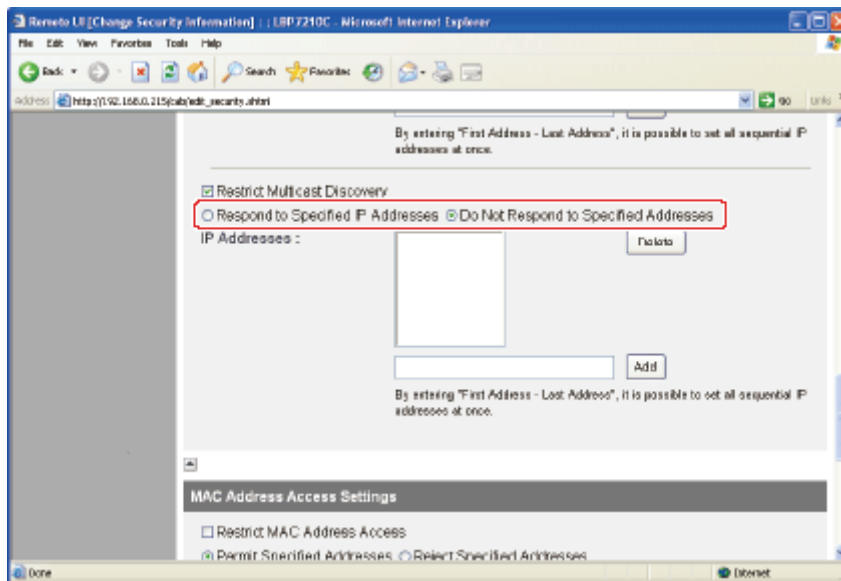 Remote UI [Change Security Information] : : LBP7210C - Microsoft Internet Explorer
File Edit View Favorites Tools Help
Back Search Favorites
Address http://192.168.0.215/cab/edit_security.shtml Go Links
By entering "First Address - Last Address", it is possible to set all sequential IP
addresses at once.
Restrict Multicast Discovery
Respond to Specified IP Addresses Do Not Respond to Specified Addresses
IP Addresses : Delete
Add
By entering "First Address - Last Address", it is possible to set all sequential IP
addresses at once.
MAC Address Access Settings
Restrict MAC Address Access
Permit Specified Addresses Reject Specified Addresses
Done Internet